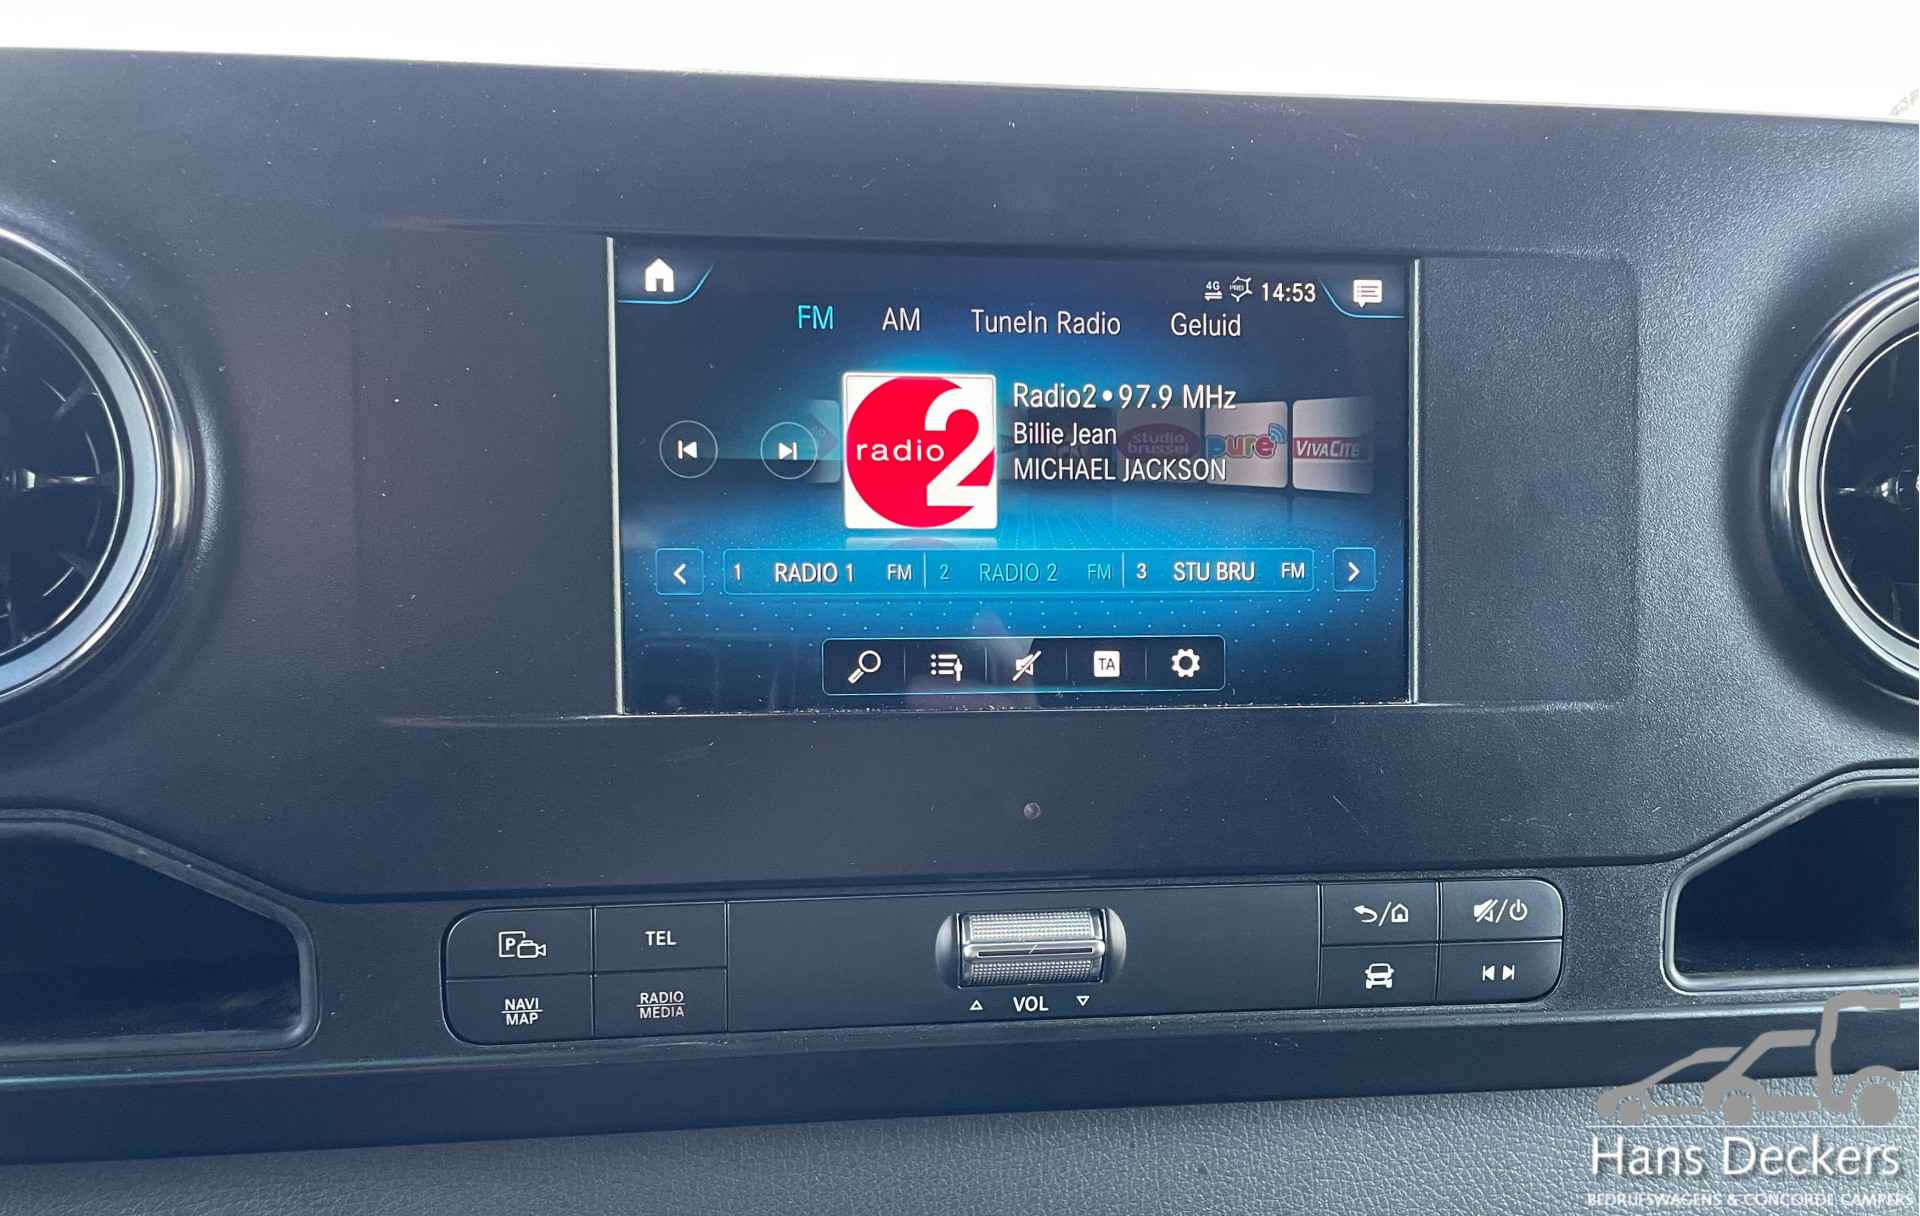 4G PRO 14:53
FM AM TuneIn Radio Geluid
radio 2
Radio2 • 97.9 MHz
Billie Jean
MICHAEL JACKSON
studio
brussel
pure
VIVACITÉ
1 RADIO 1 FM 2 RADIO 2 FM 3 STU BRU FM
TA
P
TEL
NAVI
MAP
RADIO
MEDIA
VOL
Hans Deckers
BEDRIJFSWAGENS & CONCORDE CAMPERS